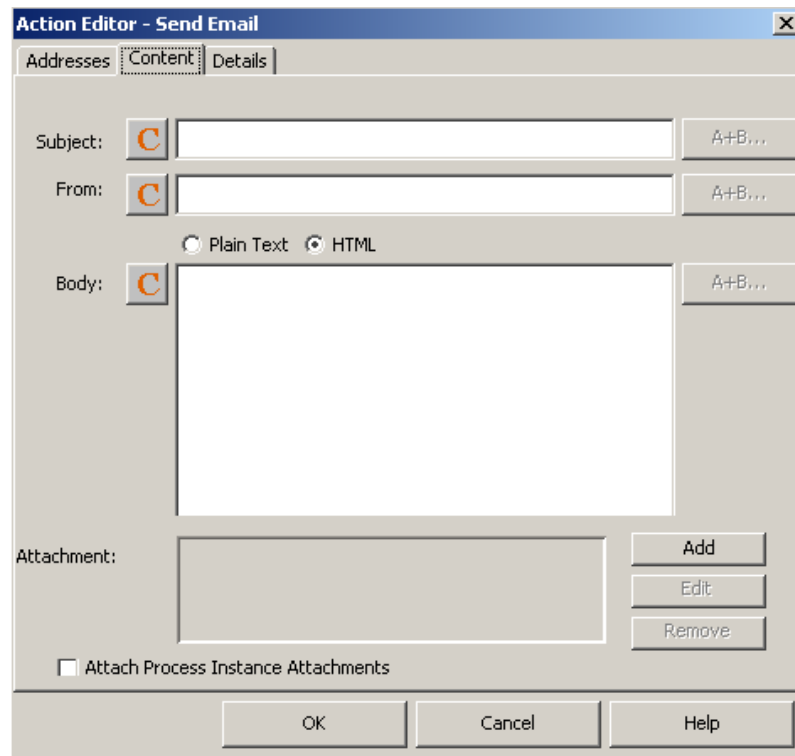 Action Editor - Send Email
Addresses Content Details
Subject: C A+B...
From: C A+B...
Plain Text HTML
Body: C A+B...
Attachment: Add
Edit
Remove
Attach Process Instance Attachments
OK Cancel Help